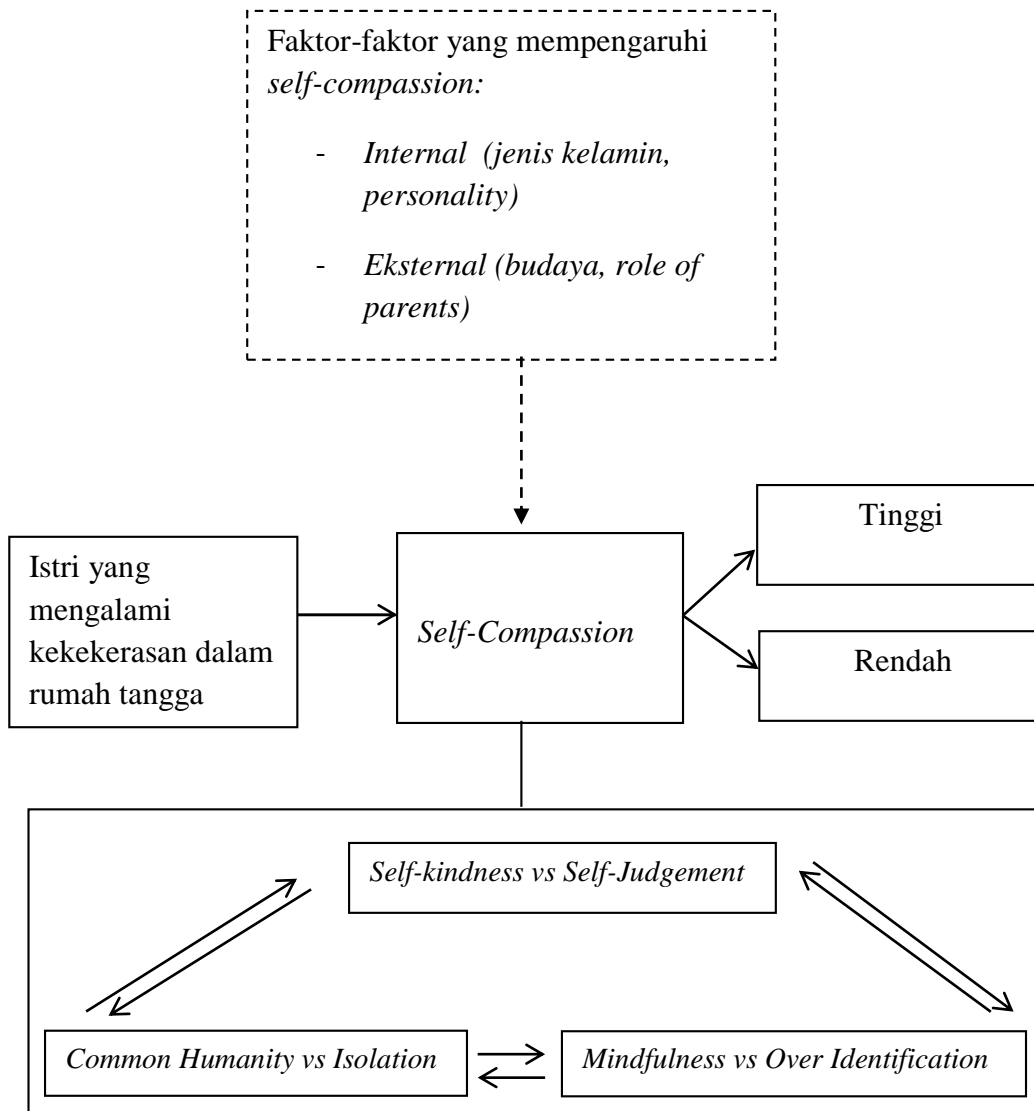 Faktor-faktor yang mempengaruhi
self-compassion:
- Internal (jenis kelamin,
personality)
- Eksternal (budaya, role of
parents)
Tinggi
Istri yang
mengalami
kekekerasan dalam
rumah tangga
Self-Compassion
Rendah
Self-kindness vs Self-Judgement
Common Humanity vs Isolation
Mindfulness vs Over Identification